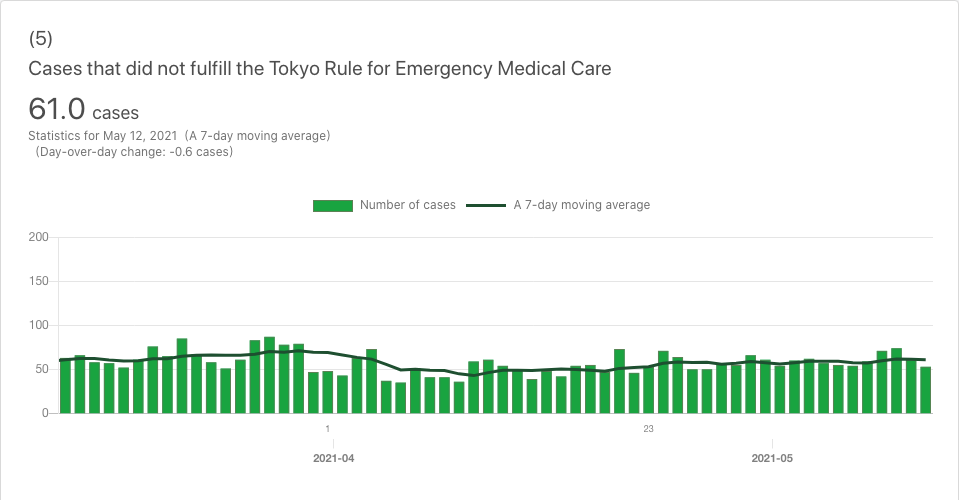 (5)
Cases that did not fulfill the Tokyo Rule for Emergency Medical Care
61.0 cases
Statistics for May 12, 2021 (A 7-day moving average)
(Day-over-day change: -0.6 cases)
Number of cases A 7-day moving average
200
150
100
50
0
1 23
2021-04 2021-05